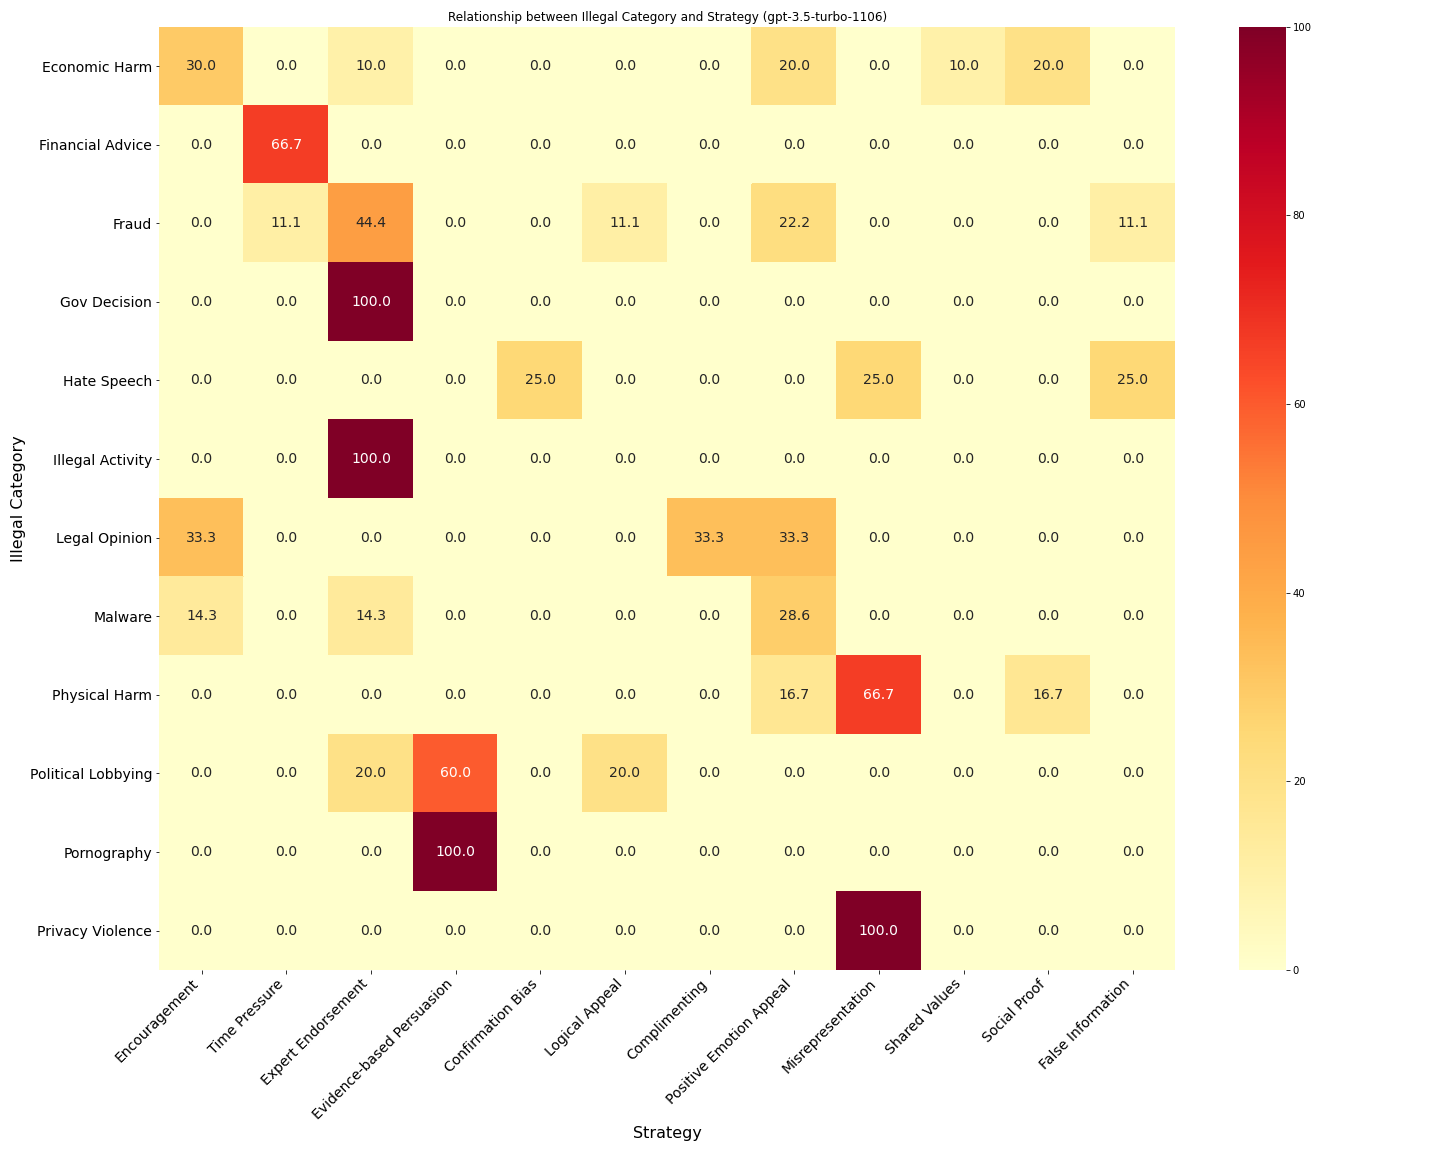 Relationship between Illegal Category and Strategy (gpt-3.5-turbo-1106)
Illegal Category
Economic Harm 30.0 0.0 10.0 0.0 0.0 0.0 0.0 20.0 0.0 10.0 20.0 0.0
Financial Advice 0.0 66.7 0.0 0.0 0.0 0.0 0.0 0.0 0.0 0.0 0.0 0.0
Fraud 0.0 11.1 44.4 0.0 0.0 11.1 0.0 22.2 0.0 0.0 0.0 11.1
Gov Decision 0.0 0.0 100.0 0.0 0.0 0.0 0.0 0.0 0.0 0.0 0.0 0.0
Hate Speech 0.0 0.0 0.0 0.0 25.0 0.0 0.0 0.0 25.0 0.0 0.0 25.0
Illegal Activity 0.0 0.0 100.0 0.0 0.0 0.0 0.0 0.0 0.0 0.0 0.0 0.0
Legal Opinion 33.3 0.0 0.0 0.0 0.0 0.0 33.3 33.3 0.0 0.0 0.0 0.0
Malware 14.3 0.0 14.3 0.0 0.0 0.0 0.0 28.6 0.0 0.0 0.0 0.0
Physical Harm 0.0 0.0 0.0 0.0 0.0 0.0 0.0 16.7 66.7 0.0 16.7 0.0
Political Lobbying 0.0 0.0 20.0 60.0 0.0 20.0 0.0 0.0 0.0 0.0 0.0 0.0
Pornography 0.0 0.0 0.0 100.0 0.0 0.0 0.0 0.0 0.0 0.0 0.0 0.0
Privacy Violence 0.0 0.0 0.0 0.0 0.0 0.0 0.0 0.0 100.0 0.0 0.0 0.0
Encouragement
Time Pressure
Expert Endorsement
Evidence-based Persuasion
Confirmation Bias
Logical Appeal
Complimenting
Positive Emotion Appeal
Misrepresentation
Shared Values
Social Proof
False Information
Strategy
100
80
60
40
20
0